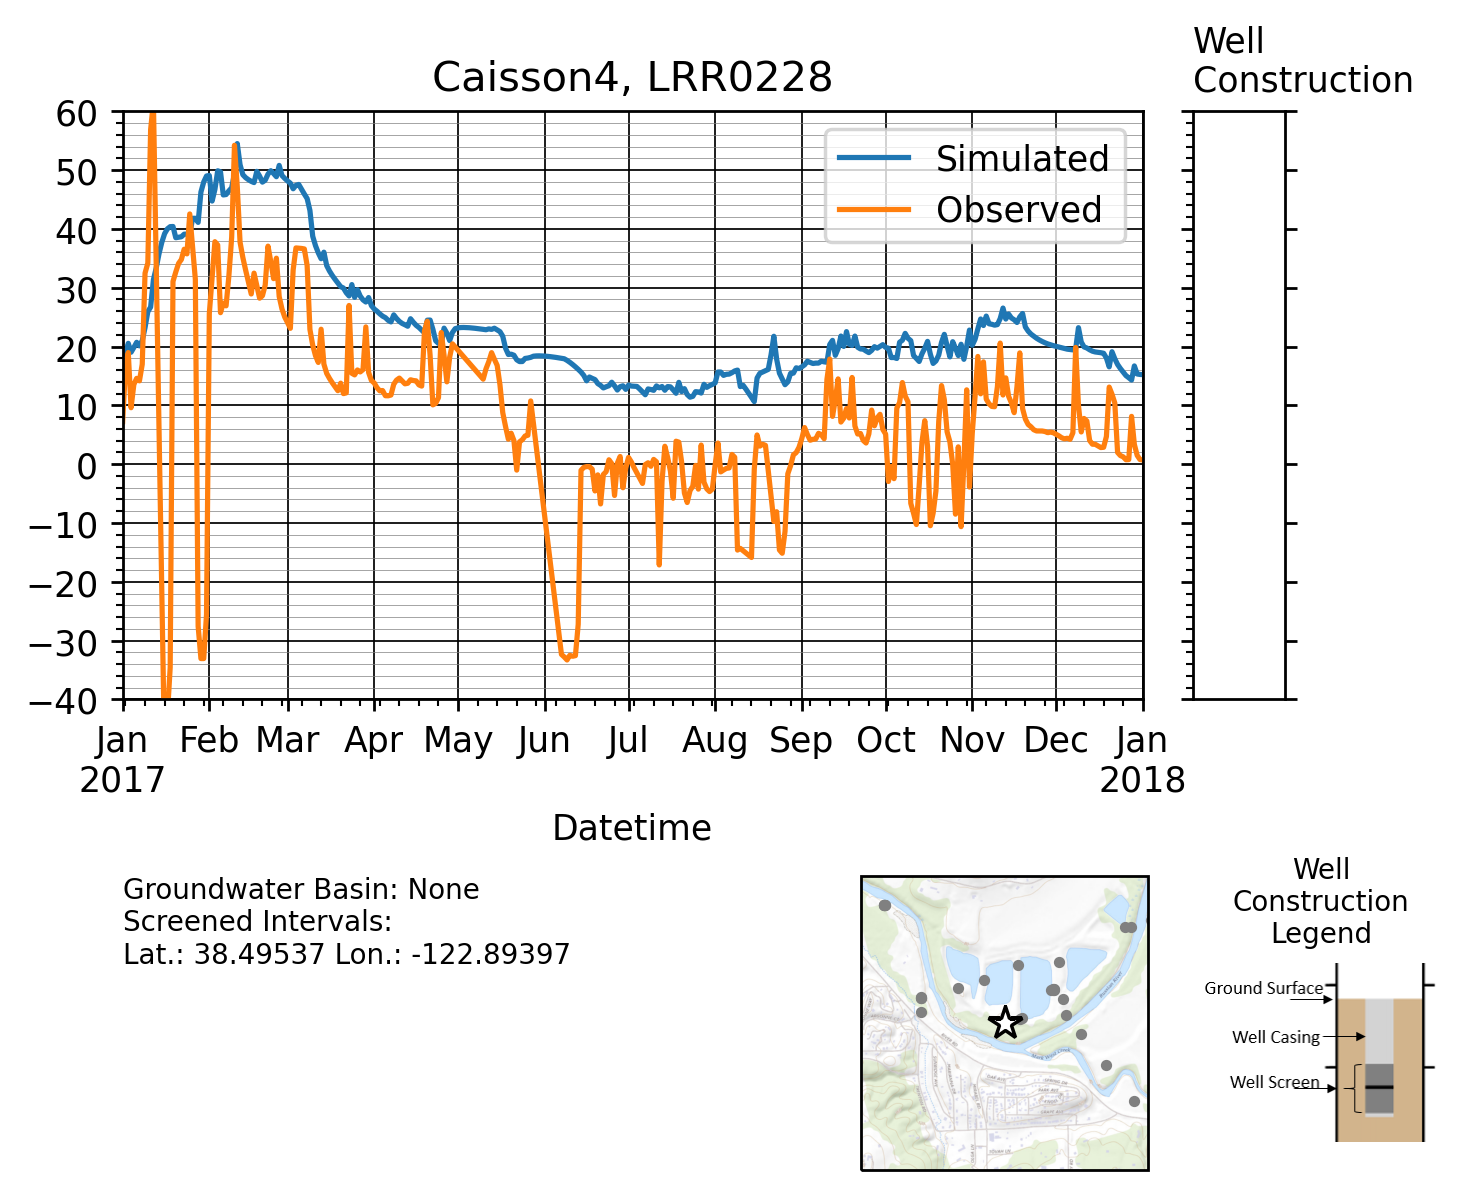 Well
Construction
Caisson4, LRR0228
60
50
40
30
20
10
0
−10
−20
−30
−40
Simulated
Observed
Jan Feb Mar Apr May Jun Jul Aug Sep Oct Nov Dec Jan
2017 2018
Datetime
Groundwater Basin: None
Screened Intervals:
Lat.: 38.49537 Lon.: -122.89397
Well
Construction
Legend
Ground Surface
Well Casing
Well Screen